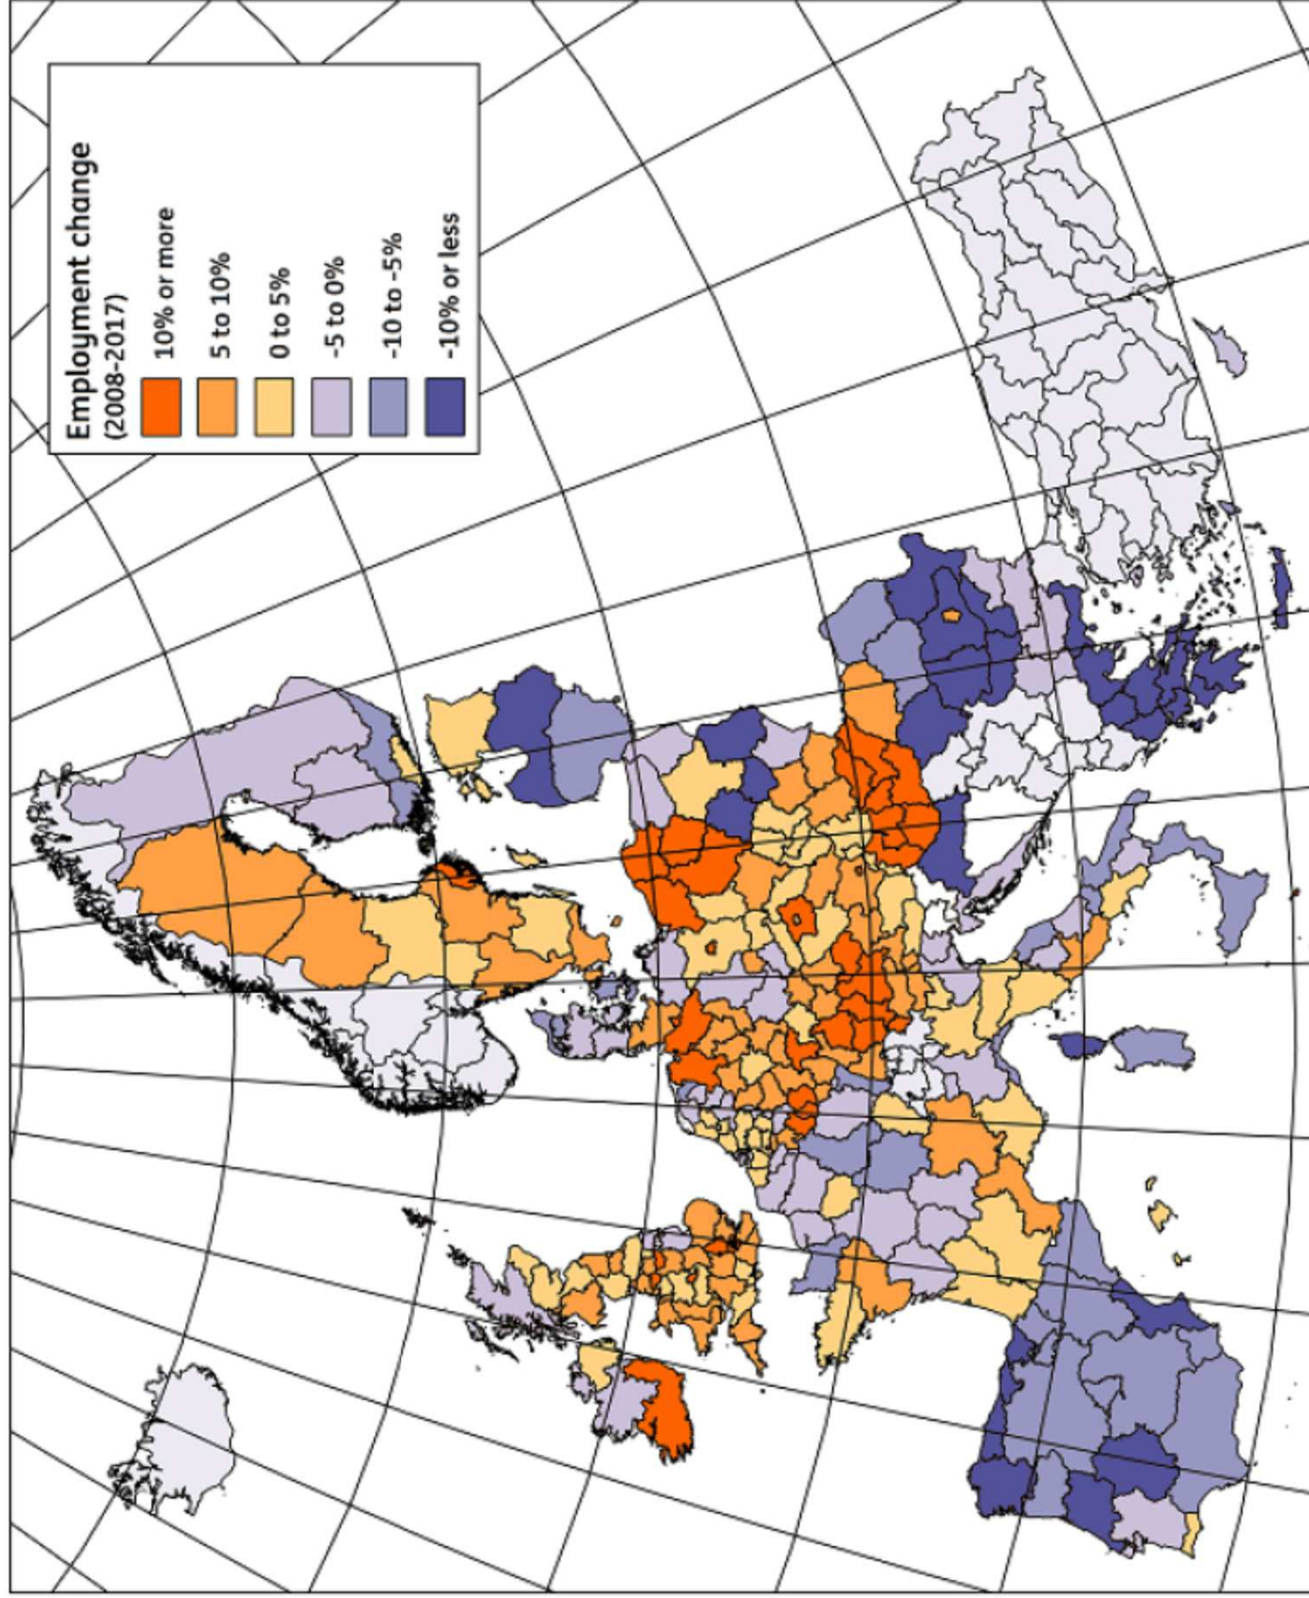 Employment change
(2008-2017)
10% or more
5 to 10%
0 to 5%
-5 to 0%
-10 to -5%
-10% or less